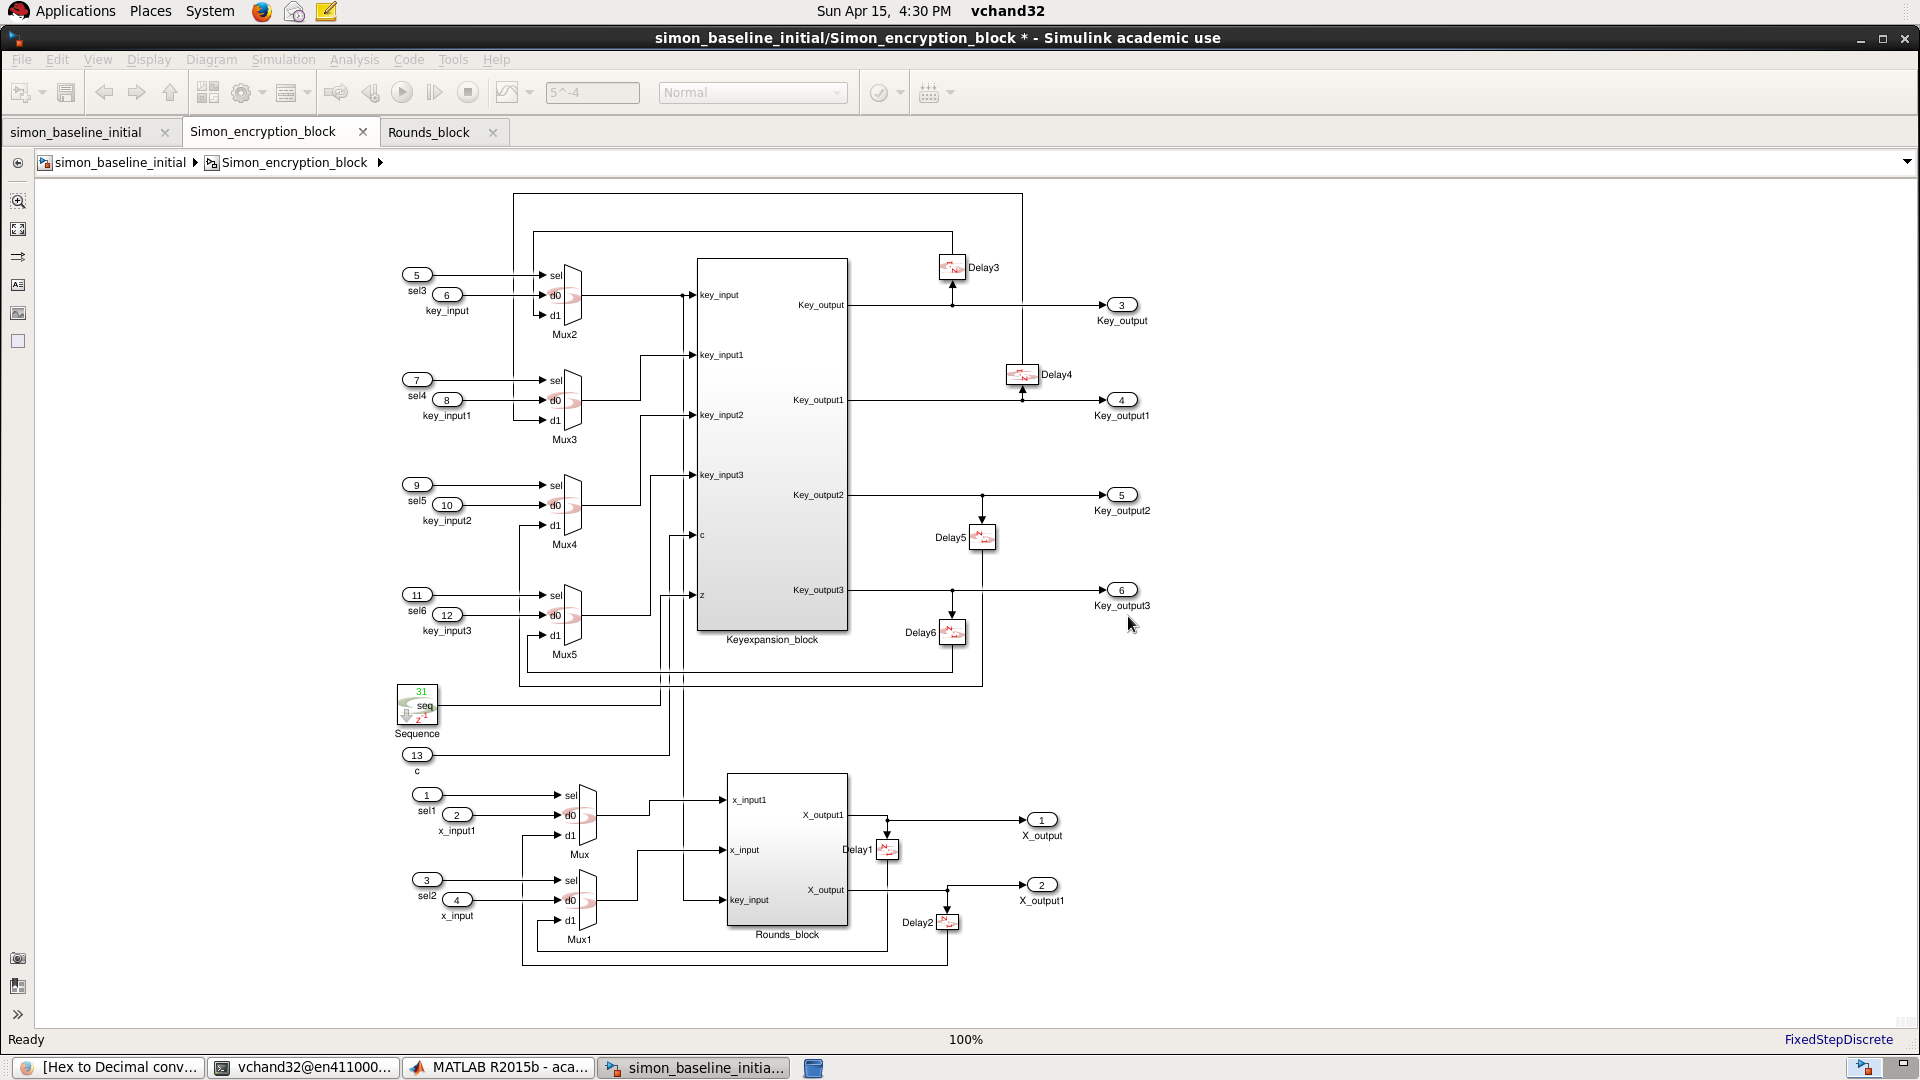 Applications Places System Sun Apr 15, 4:30 PM vchand32
simon_baseline_initial/Simon_encryption_block * - Simulink academic use
File Edit View Display Diagram Simulation Analysis Code Tools Help
5^-4 Normal
simon_baseline_initial Simon_encryption_block Rounds_block
simon_baseline_initial Simon_encryption_block
5 sel Delay3
sel3 6 d0 key_input
key_input d1 Key_output 3
Mux2 Key_output
key_input1
7 sel Delay4
sel4 8 d0 Key_output1 4
key_input1 d1 key_input2 Key_output1
Mux3
key_input3
9 sel Key_output2 5
sel5 10 d0 Key_output2
key_input2 d1 c Delay5
Mux4
11 sel z Key_output3 6
sel6 12 d0 Key_output3
key_input3 d1 Delay6
Mux5 Keyexpansion_block
31
seq
Sequence
13
c
1 sel x_input1
sel1 2 d0 X_output1 1
x_input1 d1 X_output
Mux x_input Delay1
3 sel X_output 2
sel2 4 d0 key_input X_output1
x_input d1 Delay2
Mux1 Rounds_block
Ready 100% FixedStepDiscrete
[Hex to Decimal conv... vchand32@en411000... MATLAB R2015b - aca... simon_baseline_initia...